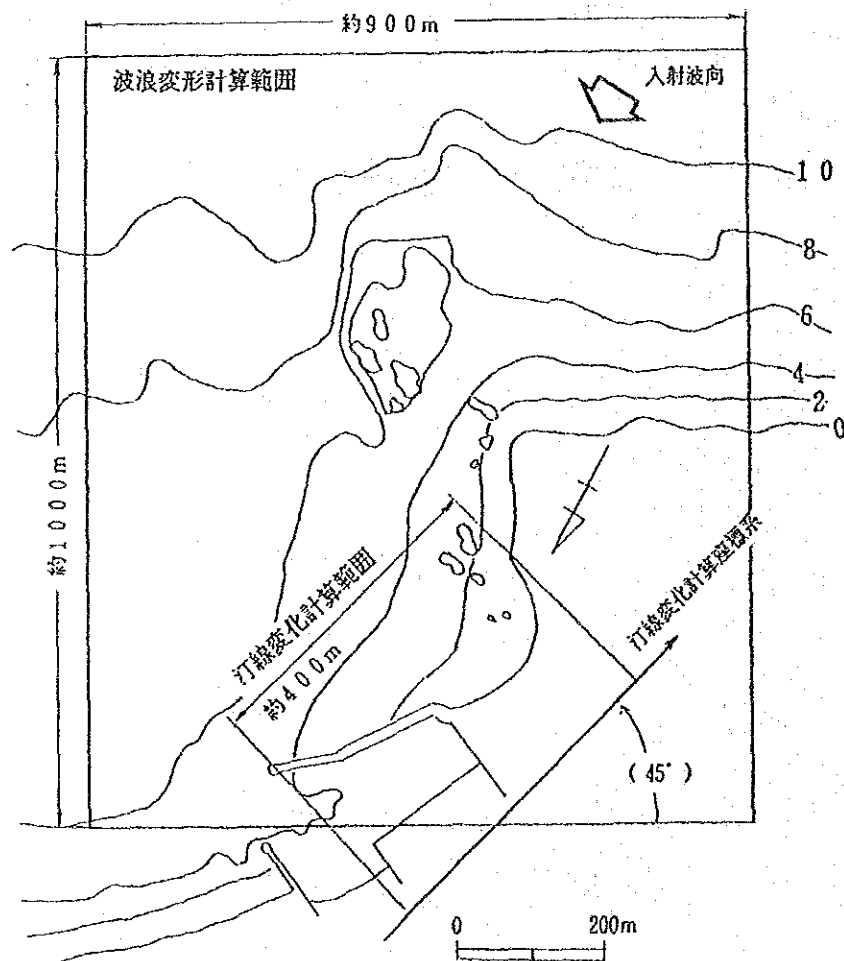 約900m
波浪変形計算範囲
入射波向
10
8
6
4
2
0
約1000m
汀線変化計算範囲
約400m
汀線変化計算座標系
(45°)
0 200m